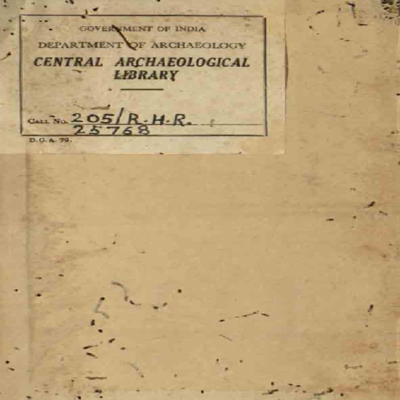 GOVERNMENT OF INDIA
DEPARTMENT OF ARCHAEOLOGY
CENTRAL ARCHAEOLOGICAL
LIBRARY
CALL No. 205/R.H.R.
25768
D.G.A. 79.